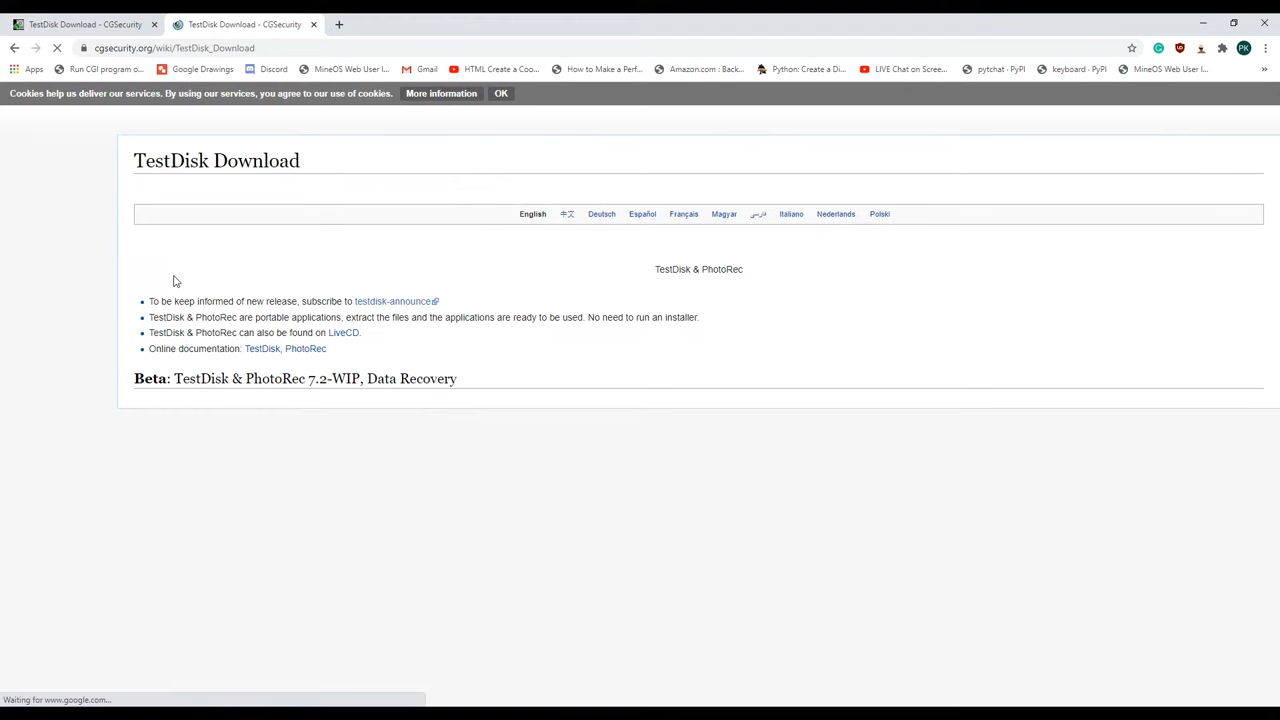 TestDisk Download - CGSecurity
TestDisk Download - CGSecurity
cgsecurity.org/wiki/TestDisk_Download
PK
Apps
Run CGI program o...
Google Drawings
Discord
MineOS Web User I...
Gmail
HTML Create a Coo...
How to Make a Perf...
Amazon.com : Back...
Python: Create a Di...
LIVE Chat on Scree...
pytchat · PyPI
keyboard · PyPI
MineOS Web User I...
Cookies help us deliver our services. By using our services, you agree to our use of cookies. More information OK
TestDisk Download
English 中文 Deutsch Español Français Magyar فارسی Italiano Nederlands Polski
TestDisk & PhotoRec
To be keep informed of new release, subscribe to testdisk-announce
TestDisk & PhotoRec are portable applications, extract the files and the applications are ready to be used. No need to run an installer.
TestDisk & PhotoRec can also be found on LiveCD.
Online documentation: TestDisk, PhotoRec
Beta: TestDisk & PhotoRec 7.2-WIP, Data Recovery
Waiting for www.google.com...